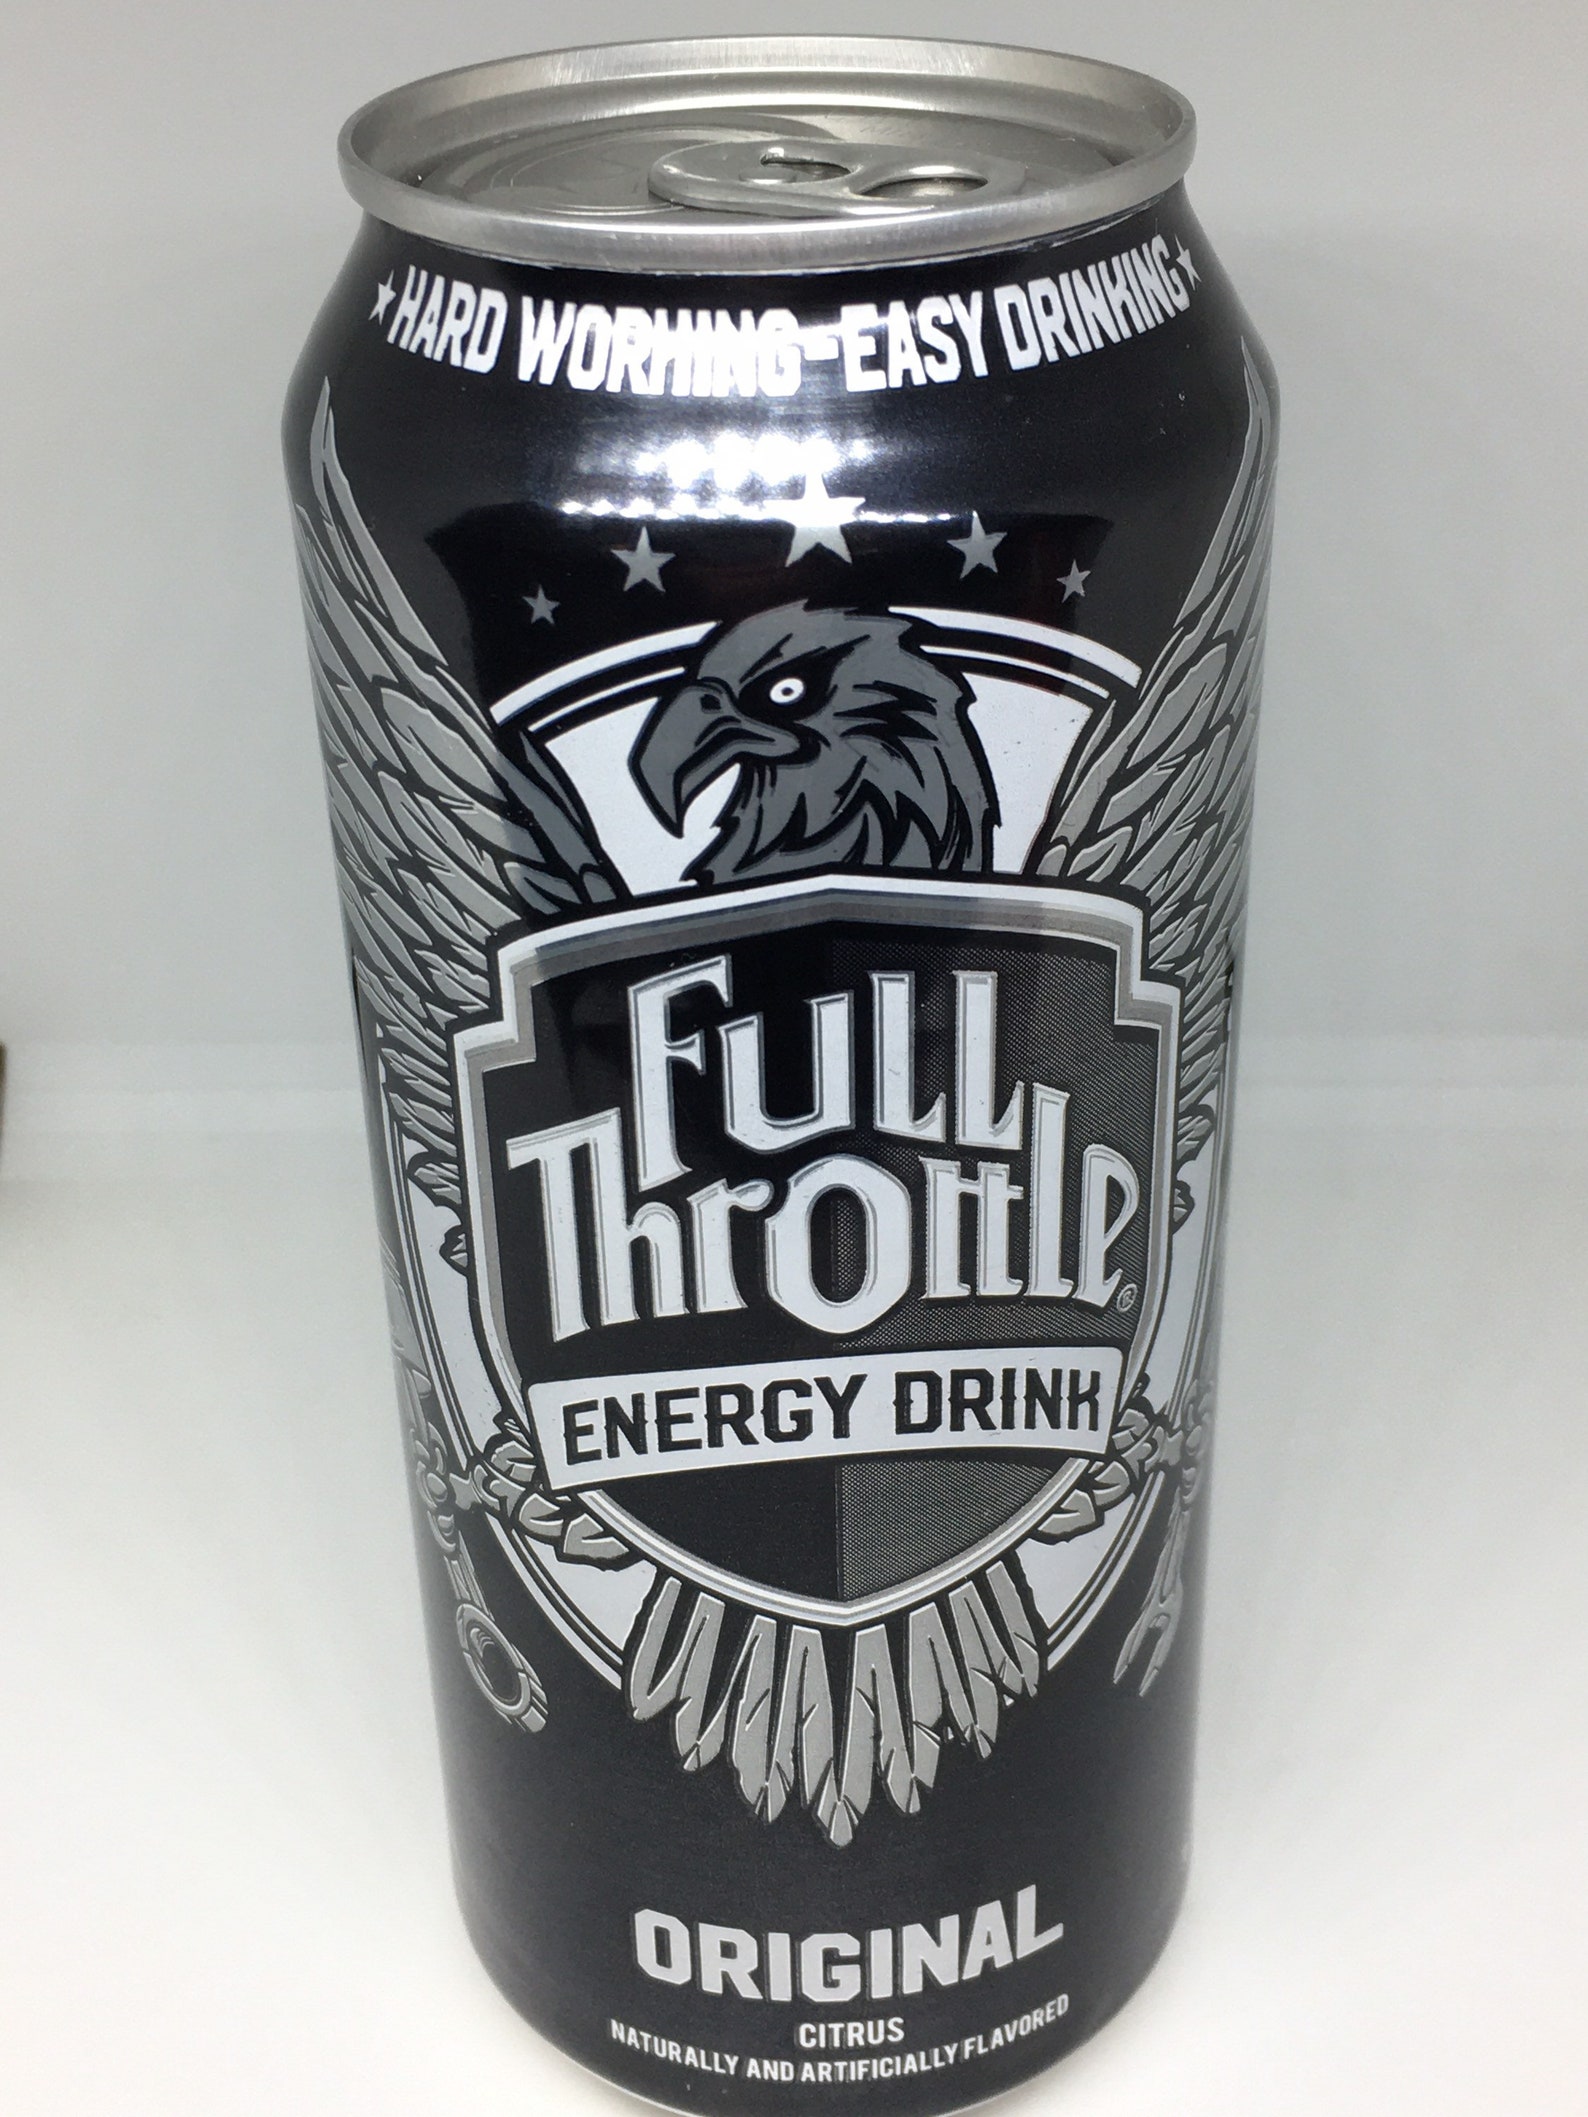 ★HARD WORKING-EASY DRINKING★
Full
Throttle®
ENERGY DRINK
ORIGINAL
CITRUS
NATURALLY AND ARTIFICIALLY FLAVORED